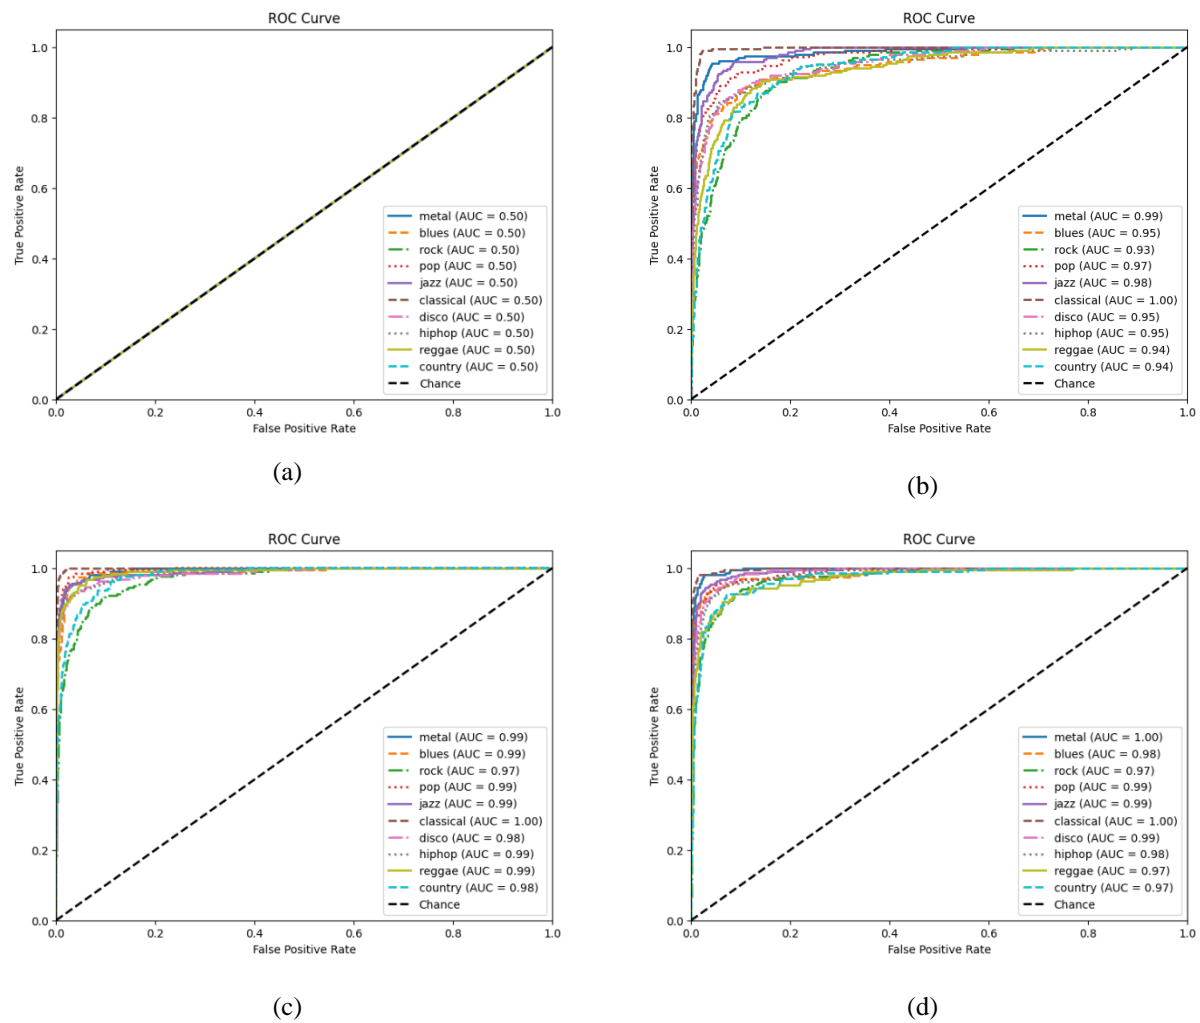 ROC Curve
True Positive Rate
1.0
0.8
0.6
0.4
0.2
0.0
metal (AUC = 0.50)
blues (AUC = 0.50)
rock (AUC = 0.50)
pop (AUC = 0.50)
jazz (AUC = 0.50)
classical (AUC = 0.50)
disco (AUC = 0.50)
hiphop (AUC = 0.50)
reggae (AUC = 0.50)
country (AUC = 0.50)
Chance
0.0 0.2 0.4 0.6 0.8 1.0
False Positive Rate
(a)
ROC Curve
True Positive Rate
1.0
0.8
0.6
0.4
0.2
0.0
metal (AUC = 0.99)
blues (AUC = 0.95)
rock (AUC = 0.93)
pop (AUC = 0.97)
jazz (AUC = 0.98)
classical (AUC = 1.00)
disco (AUC = 0.95)
hiphop (AUC = 0.95)
reggae (AUC = 0.94)
country (AUC = 0.94)
Chance
0.0 0.2 0.4 0.6 0.8 1.0
False Positive Rate
(b)
ROC Curve
True Positive Rate
1.0
0.8
0.6
0.4
0.2
0.0
metal (AUC = 0.99)
blues (AUC = 0.99)
rock (AUC = 0.97)
pop (AUC = 0.99)
jazz (AUC = 0.99)
classical (AUC = 1.00)
disco (AUC = 0.98)
hiphop (AUC = 0.99)
reggae (AUC = 0.99)
country (AUC = 0.98)
Chance
0.0 0.2 0.4 0.6 0.8 1.0
False Positive Rate
(c)
ROC Curve
True Positive Rate
1.0
0.8
0.6
0.4
0.2
0.0
metal (AUC = 1.00)
blues (AUC = 0.98)
rock (AUC = 0.97)
pop (AUC = 0.99)
jazz (AUC = 0.99)
classical (AUC = 1.00)
disco (AUC = 0.99)
hiphop (AUC = 0.98)
reggae (AUC = 0.97)
country (AUC = 0.97)
Chance
0.0 0.2 0.4 0.6 0.8 1.0
False Positive Rate
(d)